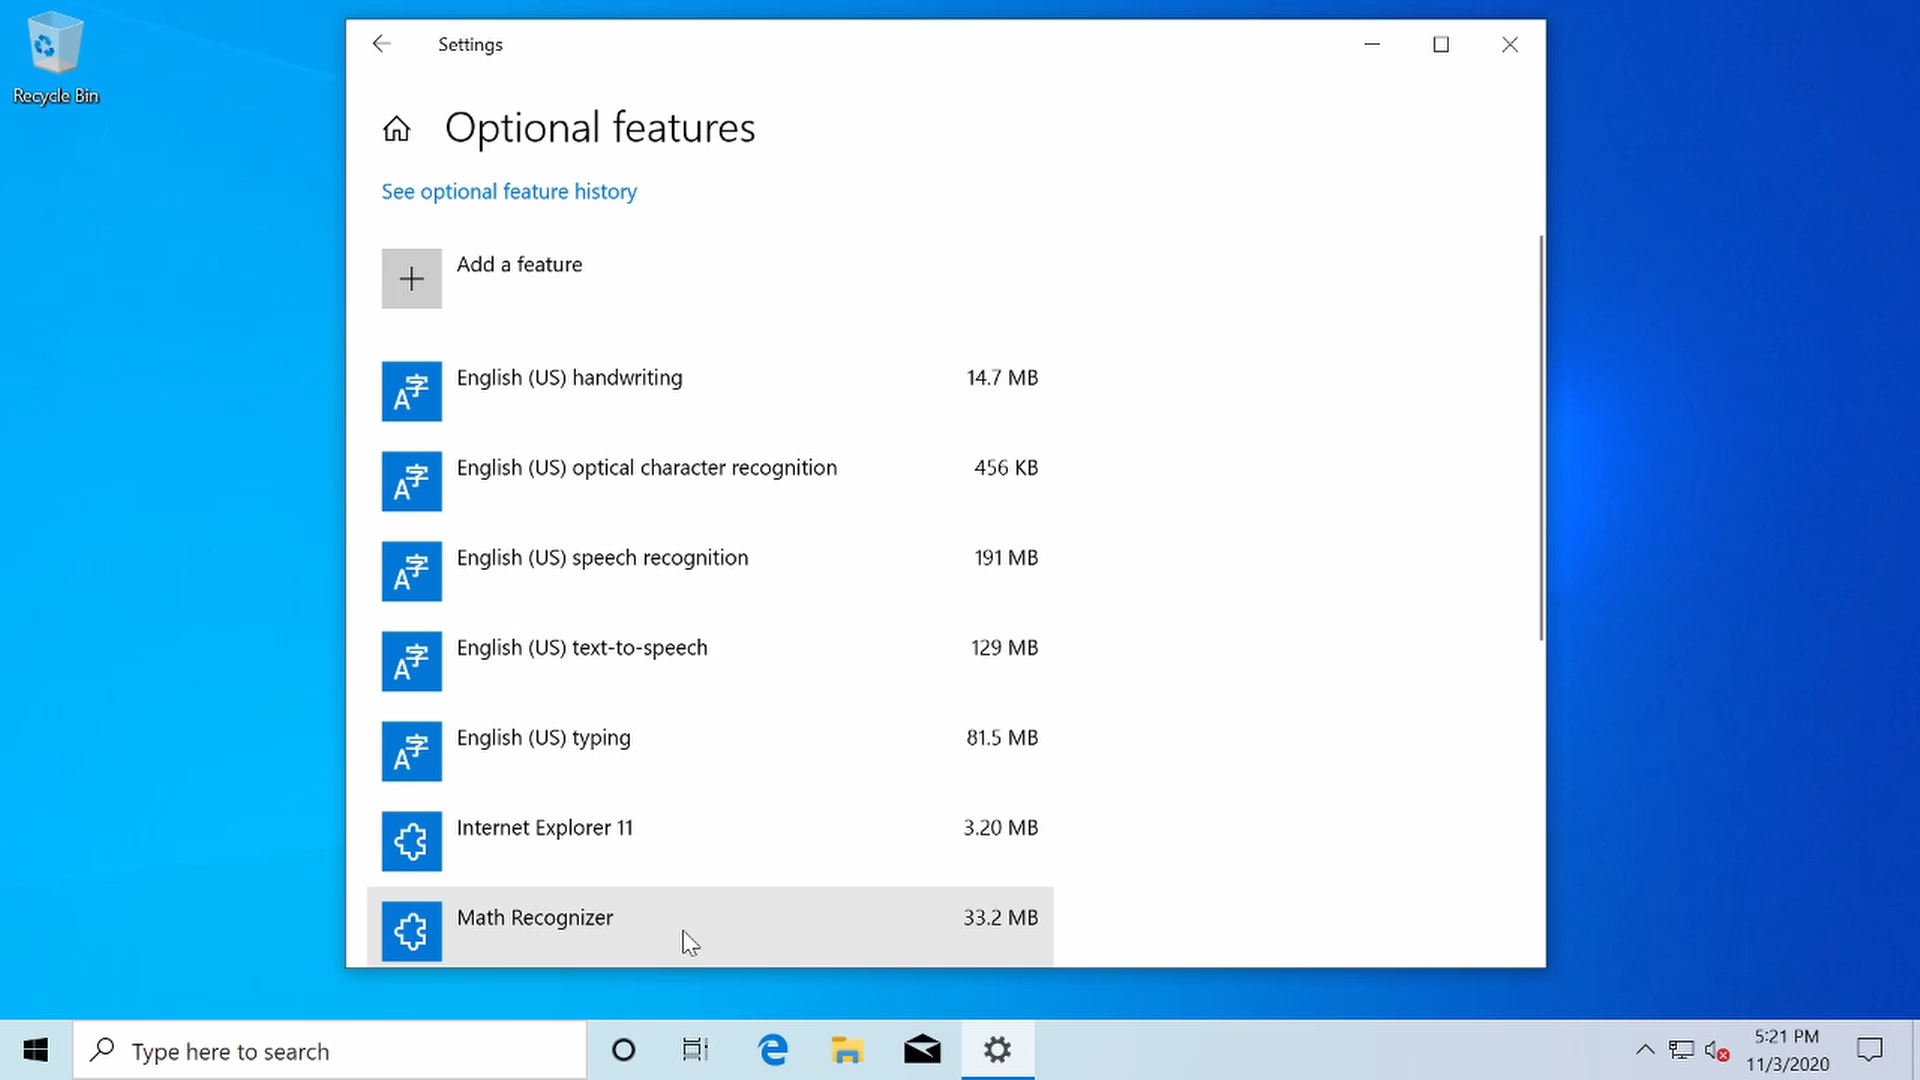 Recycle Bin
Settings
Optional features
See optional feature history
Add a feature
English (US) handwriting 14.7 MB
English (US) optical character recognition 456 KB
English (US) speech recognition 191 MB
English (US) text-to-speech 129 MB
English (US) typing 81.5 MB
Internet Explorer 11 3.20 MB
Math Recognizer 33.2 MB
Type here to search
5:21 PM
11/3/2020